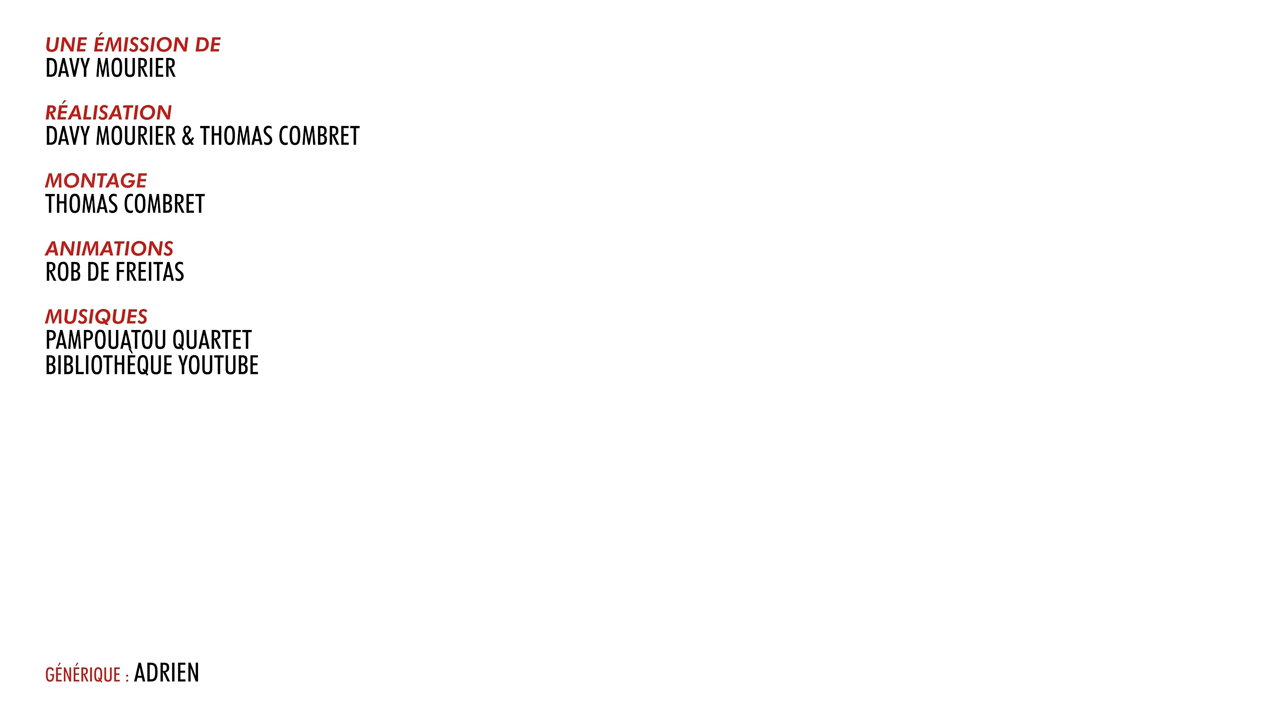 UNE ÉMISSION DE
DAVY MOURIER
RÉALISATION
DAVY MOURIER & THOMAS COMBRET
MONTAGE
THOMAS COMBRET
ANIMATIONS
ROB DE FREITAS
MUSIQUES
PAMPOUATOU QUARTET
BIBLIOTHÈQUE YOUTUBE
GÉNÉRIQUE : ADRIEN